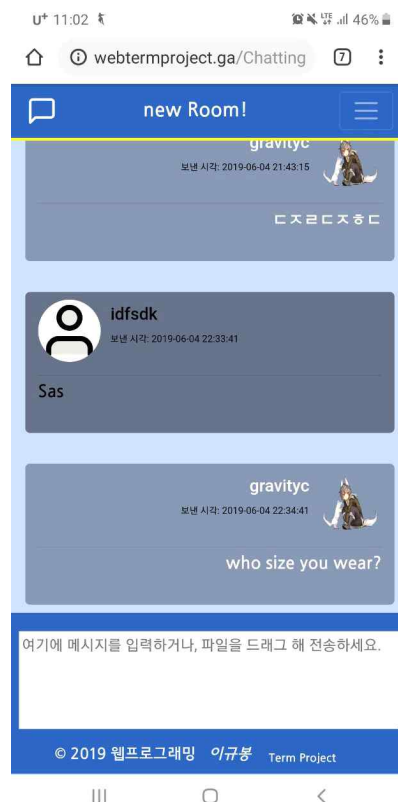 U+ 11:02 LTE 46%
webtermproject.ga/Chatting 7
new Room!
gravityc
보낸 시각: 2019-06-04 21:43:15
ㄷㅈㄹㄷㅈㅎㄷ
idfsdk
보낸 시각: 2019-06-04 22:33:41
Sas
gravityc
보낸 시각: 2019-06-04 22:34:41
who size you wear?
여기에 메시지를 입력하거나, 파일을 드래그 해 전송하세요.
© 2019 웹프로그래밍 이규봉 Term Project